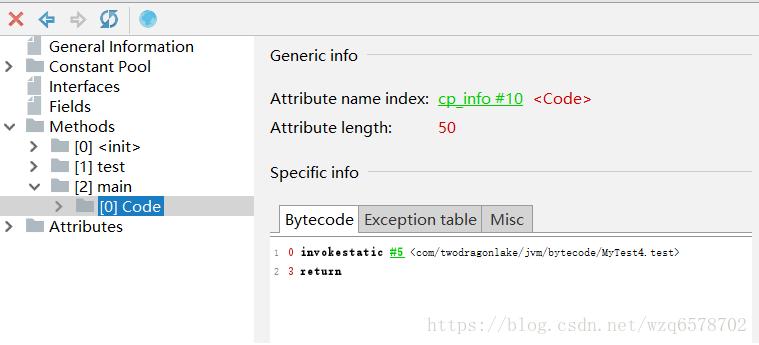 General Information
Constant Pool
Interfaces
Fields
Methods
[0] <init>
[1] test
[2] main
[0] Code
Attributes
Generic info
Attribute name index: cp_info #10 <Code>
Attribute length: 50
Specific info
Bytecode Exception table Misc
1 0 invokestatic #5 <com/twodragonlake/jvm/bytecode/MyTest4.test>
2 3 return
https://blog.csdn.net/wzq6578702